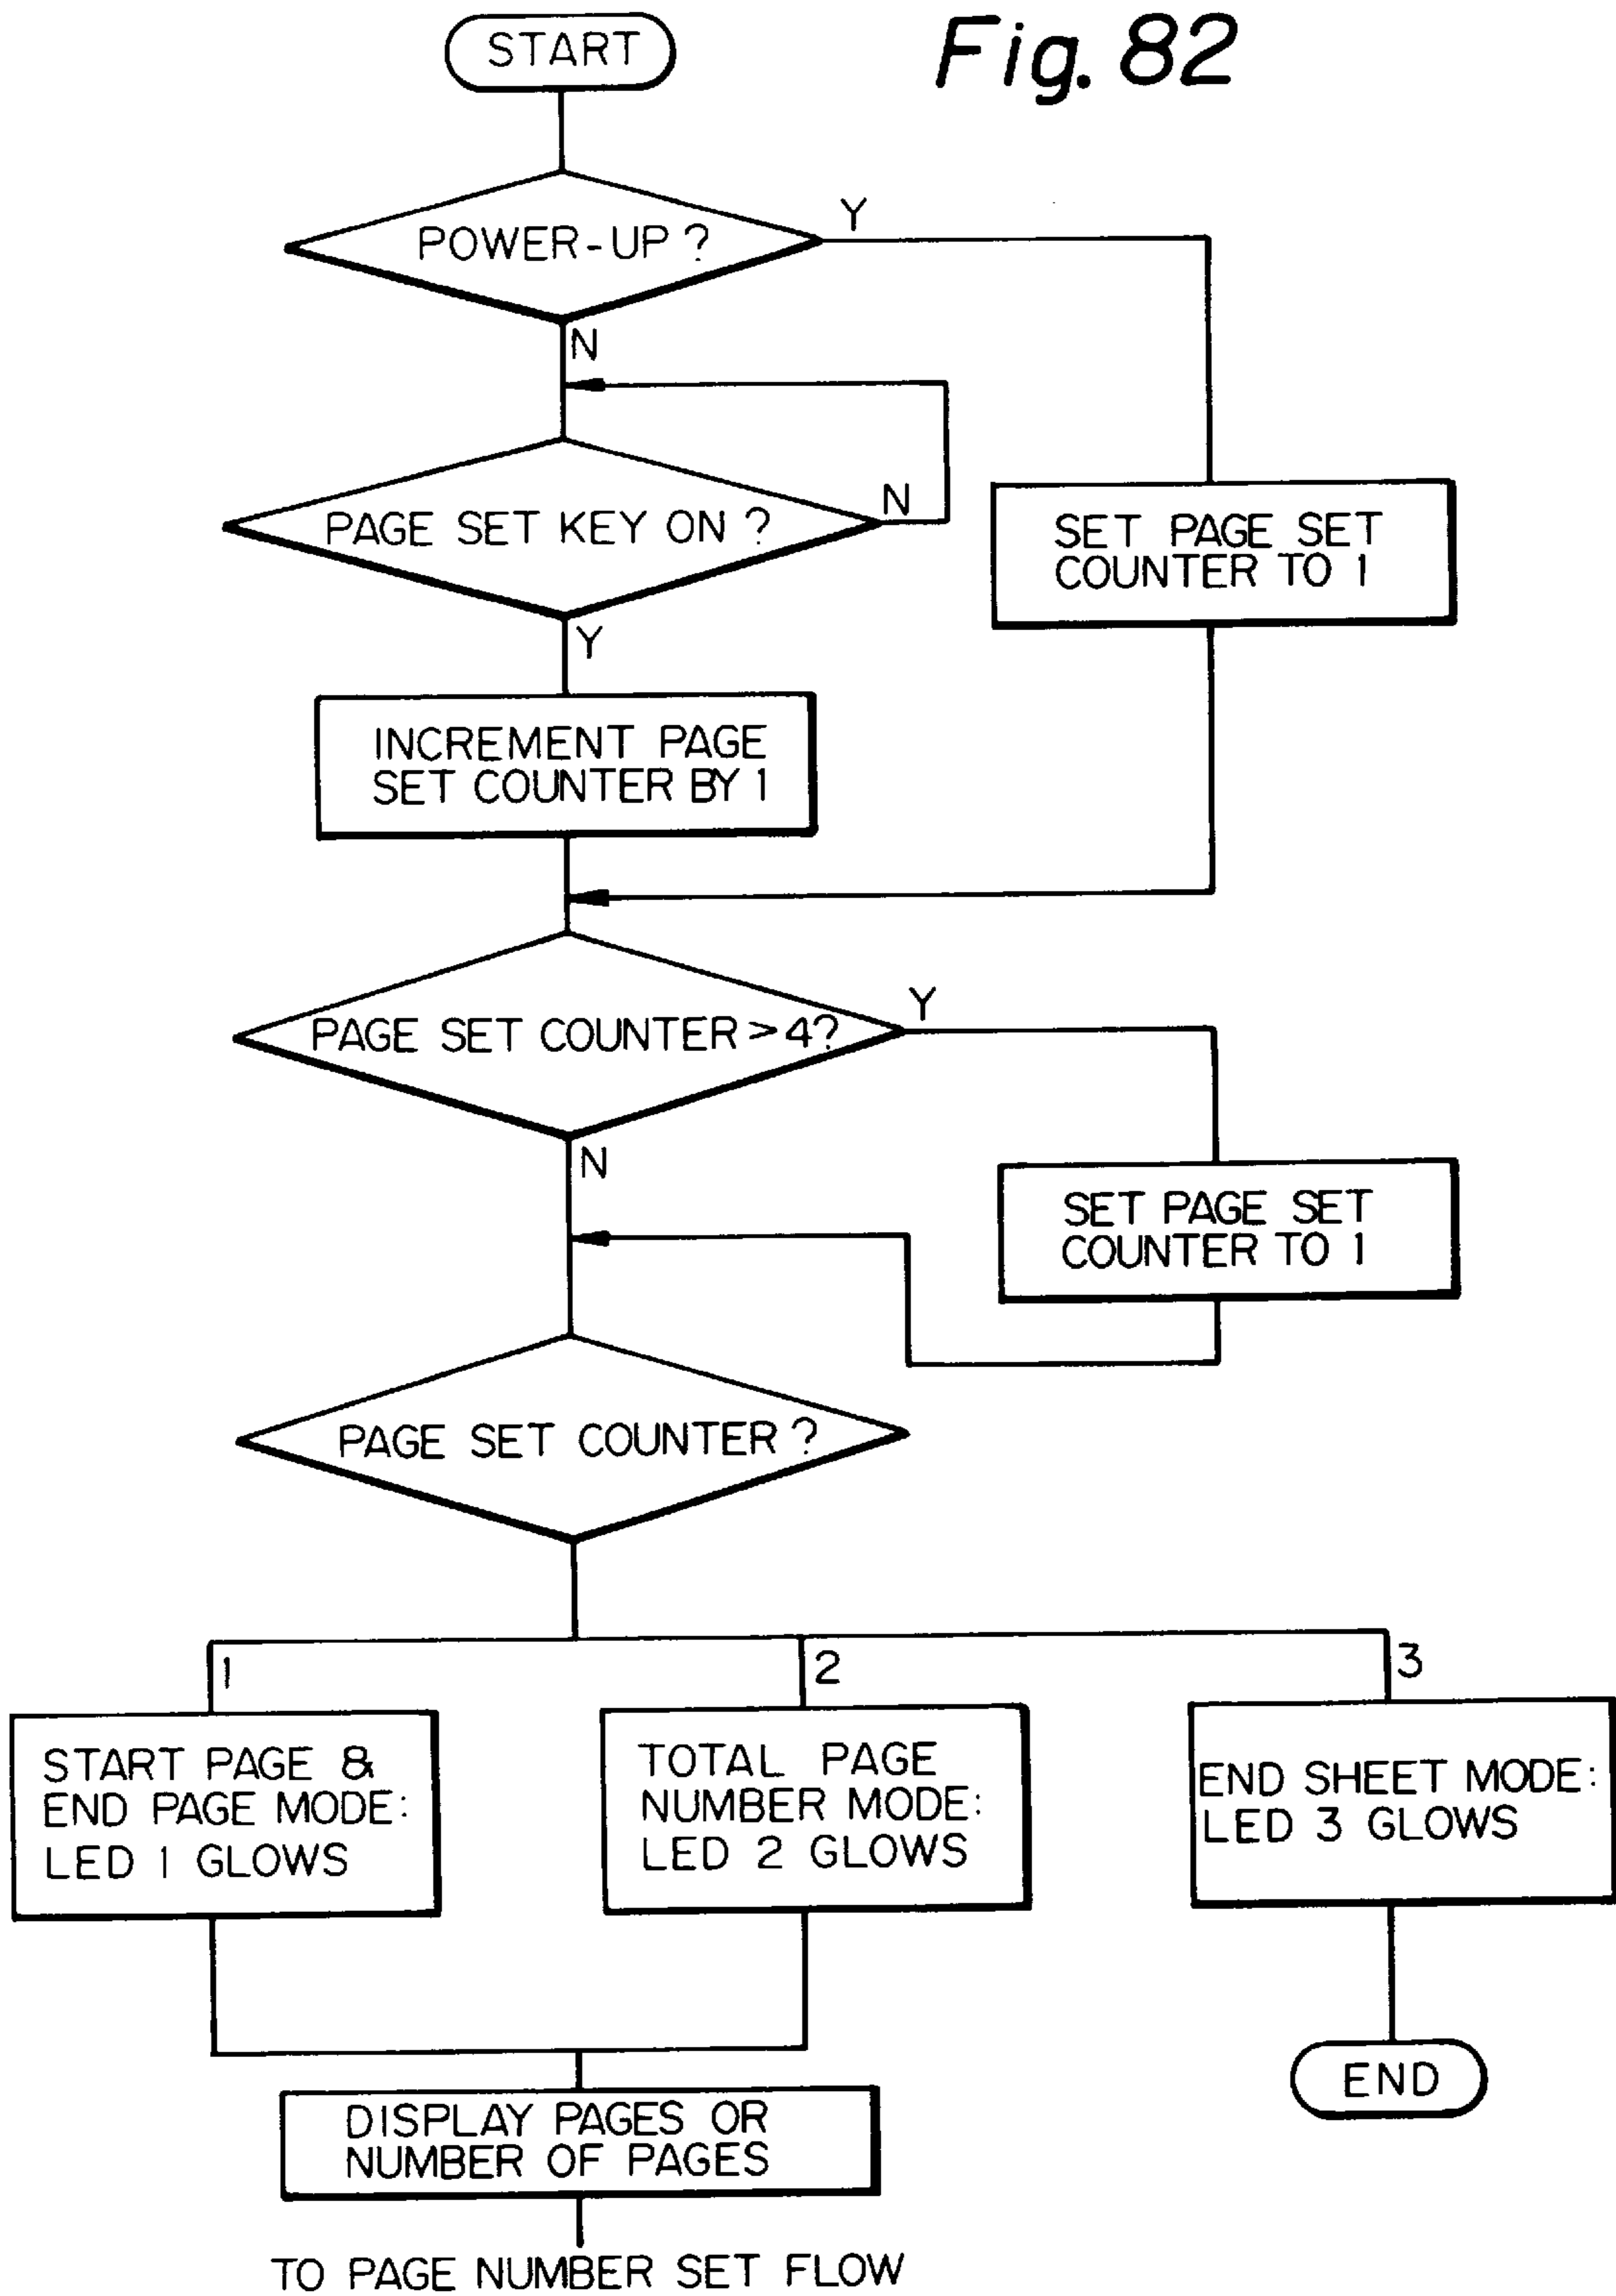 Fig. 82
START
POWER-UP ?
Y
N
PAGE SET KEY ON ?
N
Y
SET PAGE SET
COUNTER TO 1
INCREMENT PAGE
SET COUNTER BY 1
PAGE SET COUNTER > 4?
Y
N
SET PAGE SET
COUNTER TO 1
PAGE SET COUNTER ?
1
2
3
START PAGE &
END PAGE MODE:
LED 1 GLOWS
TOTAL PAGE
NUMBER MODE:
LED 2 GLOWS
END SHEET MODE:
LED 3 GLOWS
END
DISPLAY PAGES OR
NUMBER OF PAGES
TO PAGE NUMBER SET FLOW